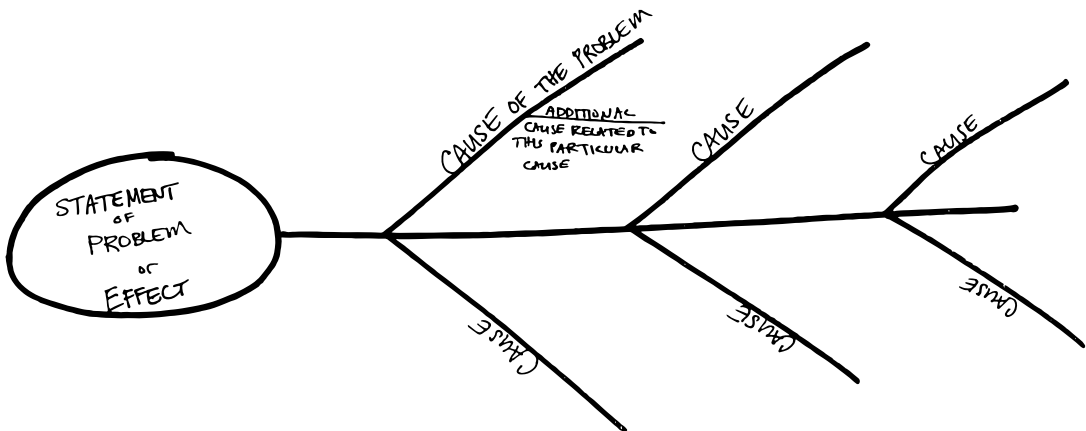 STATEMENT
OF
PROBLEM
or
EFFECT
CAUSE OF THE PROBLEM
ADDITIONAL
CAUSE RELATED TO
THIS PARTICULAR
CAUSE
CAUSE
CAUSE
CAUSE
CAUSE
CAUSE